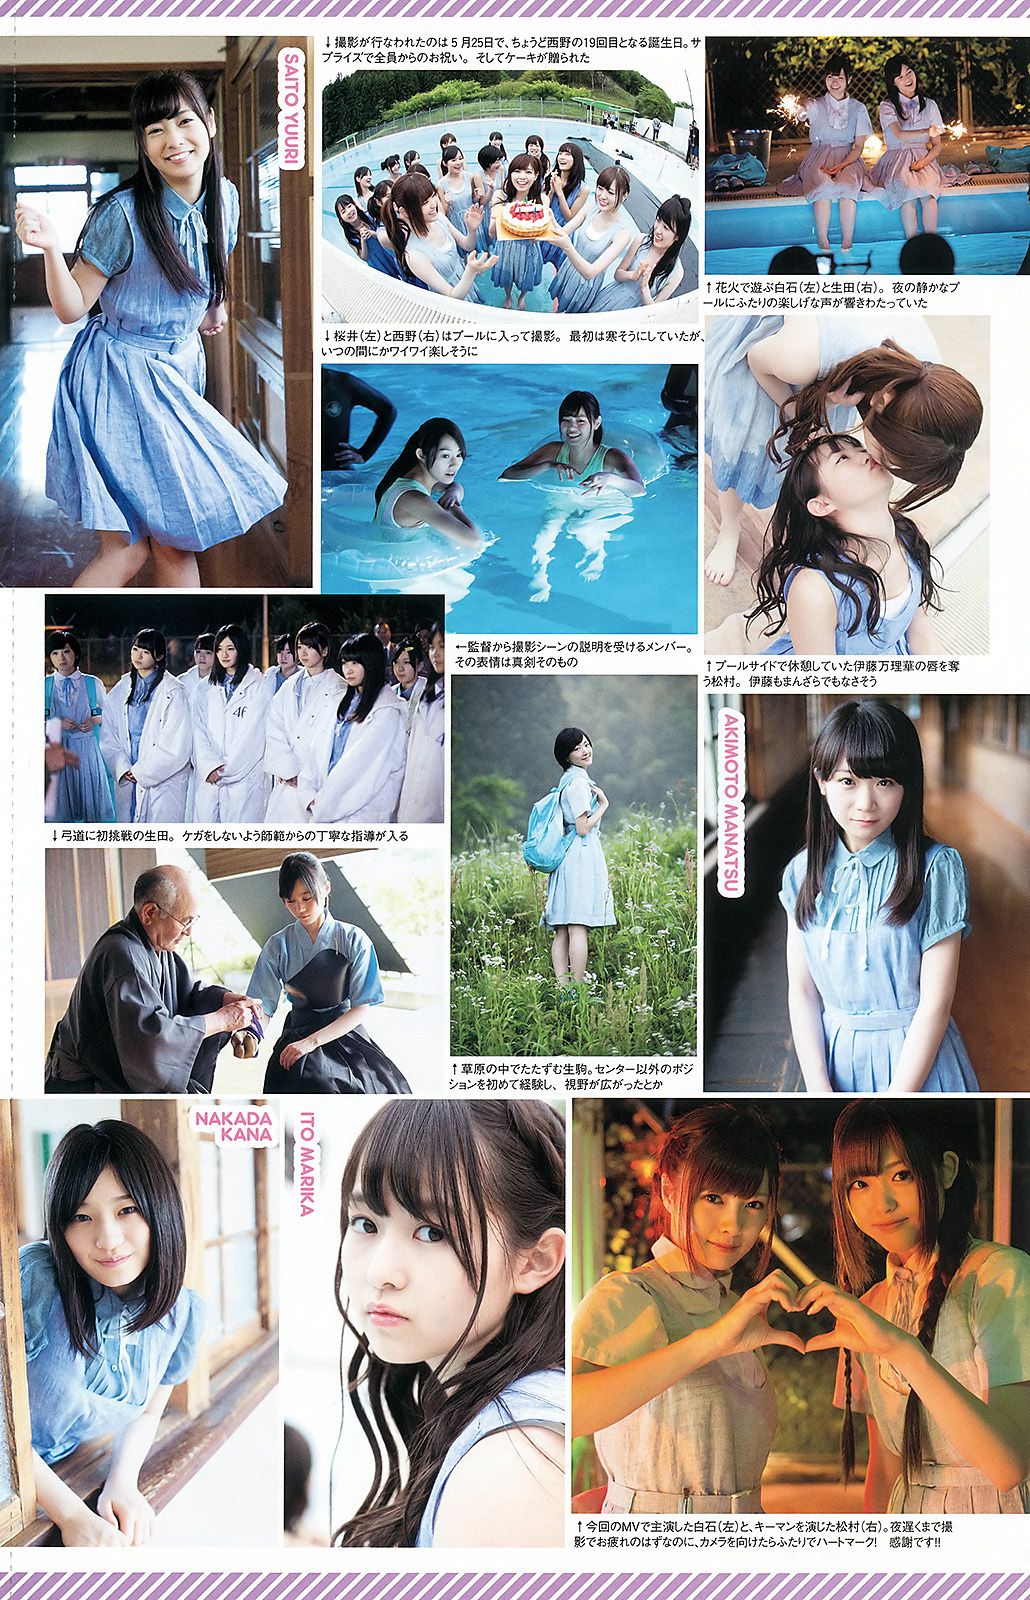 SAITO YUURI
↓撮影が行なわれたのは5月25日で、ちょうど西野の19回目となる誕生日。サ
プライズで全員からのお祝い。そしてケーキが贈られた
↑花火で遊ぶ白石(左)と生田(右)。夜の静かなプ
ールにふたりの楽しげな声が響きわたっていた
↓桜井(左)と西野(右)はプールに入って撮影。最初は寒そうにしていたが、
いつの間にかワイワイ楽しそうに
←監督から撮影シーンの説明を受けるメンバー。
その表情は真剣そのもの
↑プールサイドで休憩していた伊藤万理華の唇を奪
う松村。伊藤もまんざらでもなさそう
4f
↓弓道に初挑戦の生田。ケガをしないよう師範からの丁寧な指導が入る
AKIMOTO MANATSU
↑草原の中でたたずむ生駒。センター以外のポジ
ションを初めて経験し、視野が広がったとか
NAKADA
KANA
ITO MARIKA
↑今回のMVで主演した白石(左)と、キーマンを演じた松村(右)。夜遅くまで撮
影でお疲れのはずなのに、カメラを向けたらふたりでハートマーク! 感謝です!!